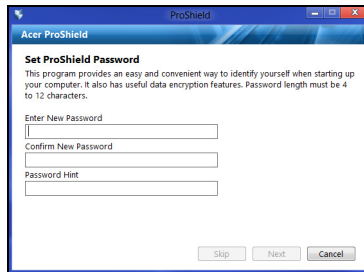 ProShield
Acer ProShield
Set ProShield Password
This program provides an easy and convenient way to identify yourself when starting up
your computer. It also has useful data encryption features. Password length must be 4
to 12 characters.
Enter New Password
Confirm New Password
Password Hint
Skip Next Cancel